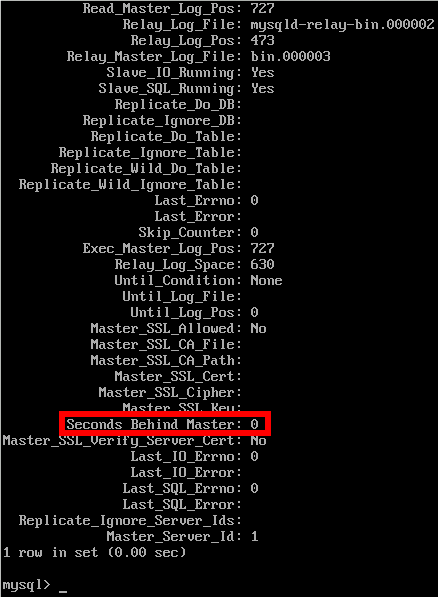 Read_Master_Log_Pos: 727
Relay_Log_File: mysqld-relay-bin.000002
Relay_Log_Pos: 473
Relay_Master_Log_File: bin.000003
Slave_IO_Running: Yes
Slave_SQL_Running: Yes
Replicate_Do_DB:
Replicate_Ignore_DB:
Replicate_Do_Table:
Replicate_Ignore_Table:
Replicate_Wild_Do_Table:
Replicate_Wild_Ignore_Table:
Last_Errno: 0
Last_Error:
Skip_Counter: 0
Exec_Master_Log_Pos: 727
Relay_Log_Space: 630
Until_Condition: None
Until_Log_File:
Until_Log_Pos: 0
Master_SSL_Allowed: No
Master_SSL_CA_File:
Master_SSL_CA_Path:
Master_SSL_Cert:
Master_SSL_Cipher:
Master_SSL_Key:
Seconds_Behind_Master: 0
Master_SSL_Verify_Server_Cert: No
Last_IO_Errno: 0
Last_IO_Error:
Last_SQL_Errno: 0
Last_SQL_Error:
Replicate_Ignore_Server_Ids:
Master_Server_Id: 1
1 row in set (0.00 sec)
mysql> _